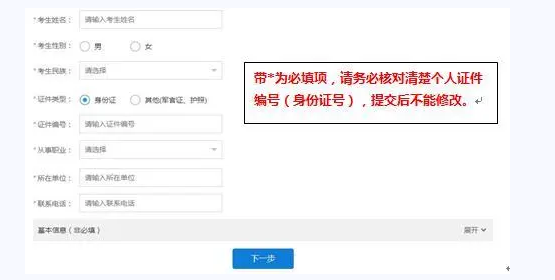 *考生姓名： 请输入考生姓名
*考生性别： 男 女
*考生民族： 请选择
带*为必填项，请务必核对清楚个人证件
编号（身份证号），提交后不能修改。
*证件类型： 身份证 其他(军官证、护照)
*证件编号： 请输入证件编号
*从事职业： 请选择
*所在单位： 请输入所在单位
*联系电话： 请输入联系电话
基本信息（非必填） 展开
下一步